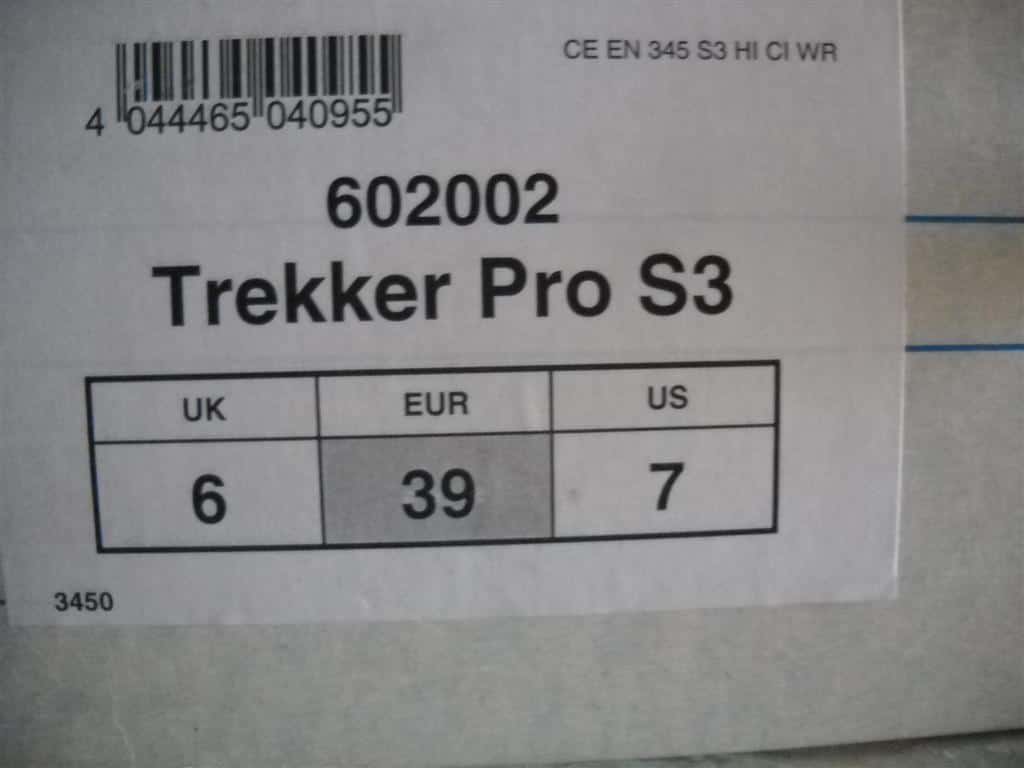 CE EN 345 S3 HI CI WR
4 044465 040955
602002
Trekker Pro S3
UK EUR US
6 39 7
3450